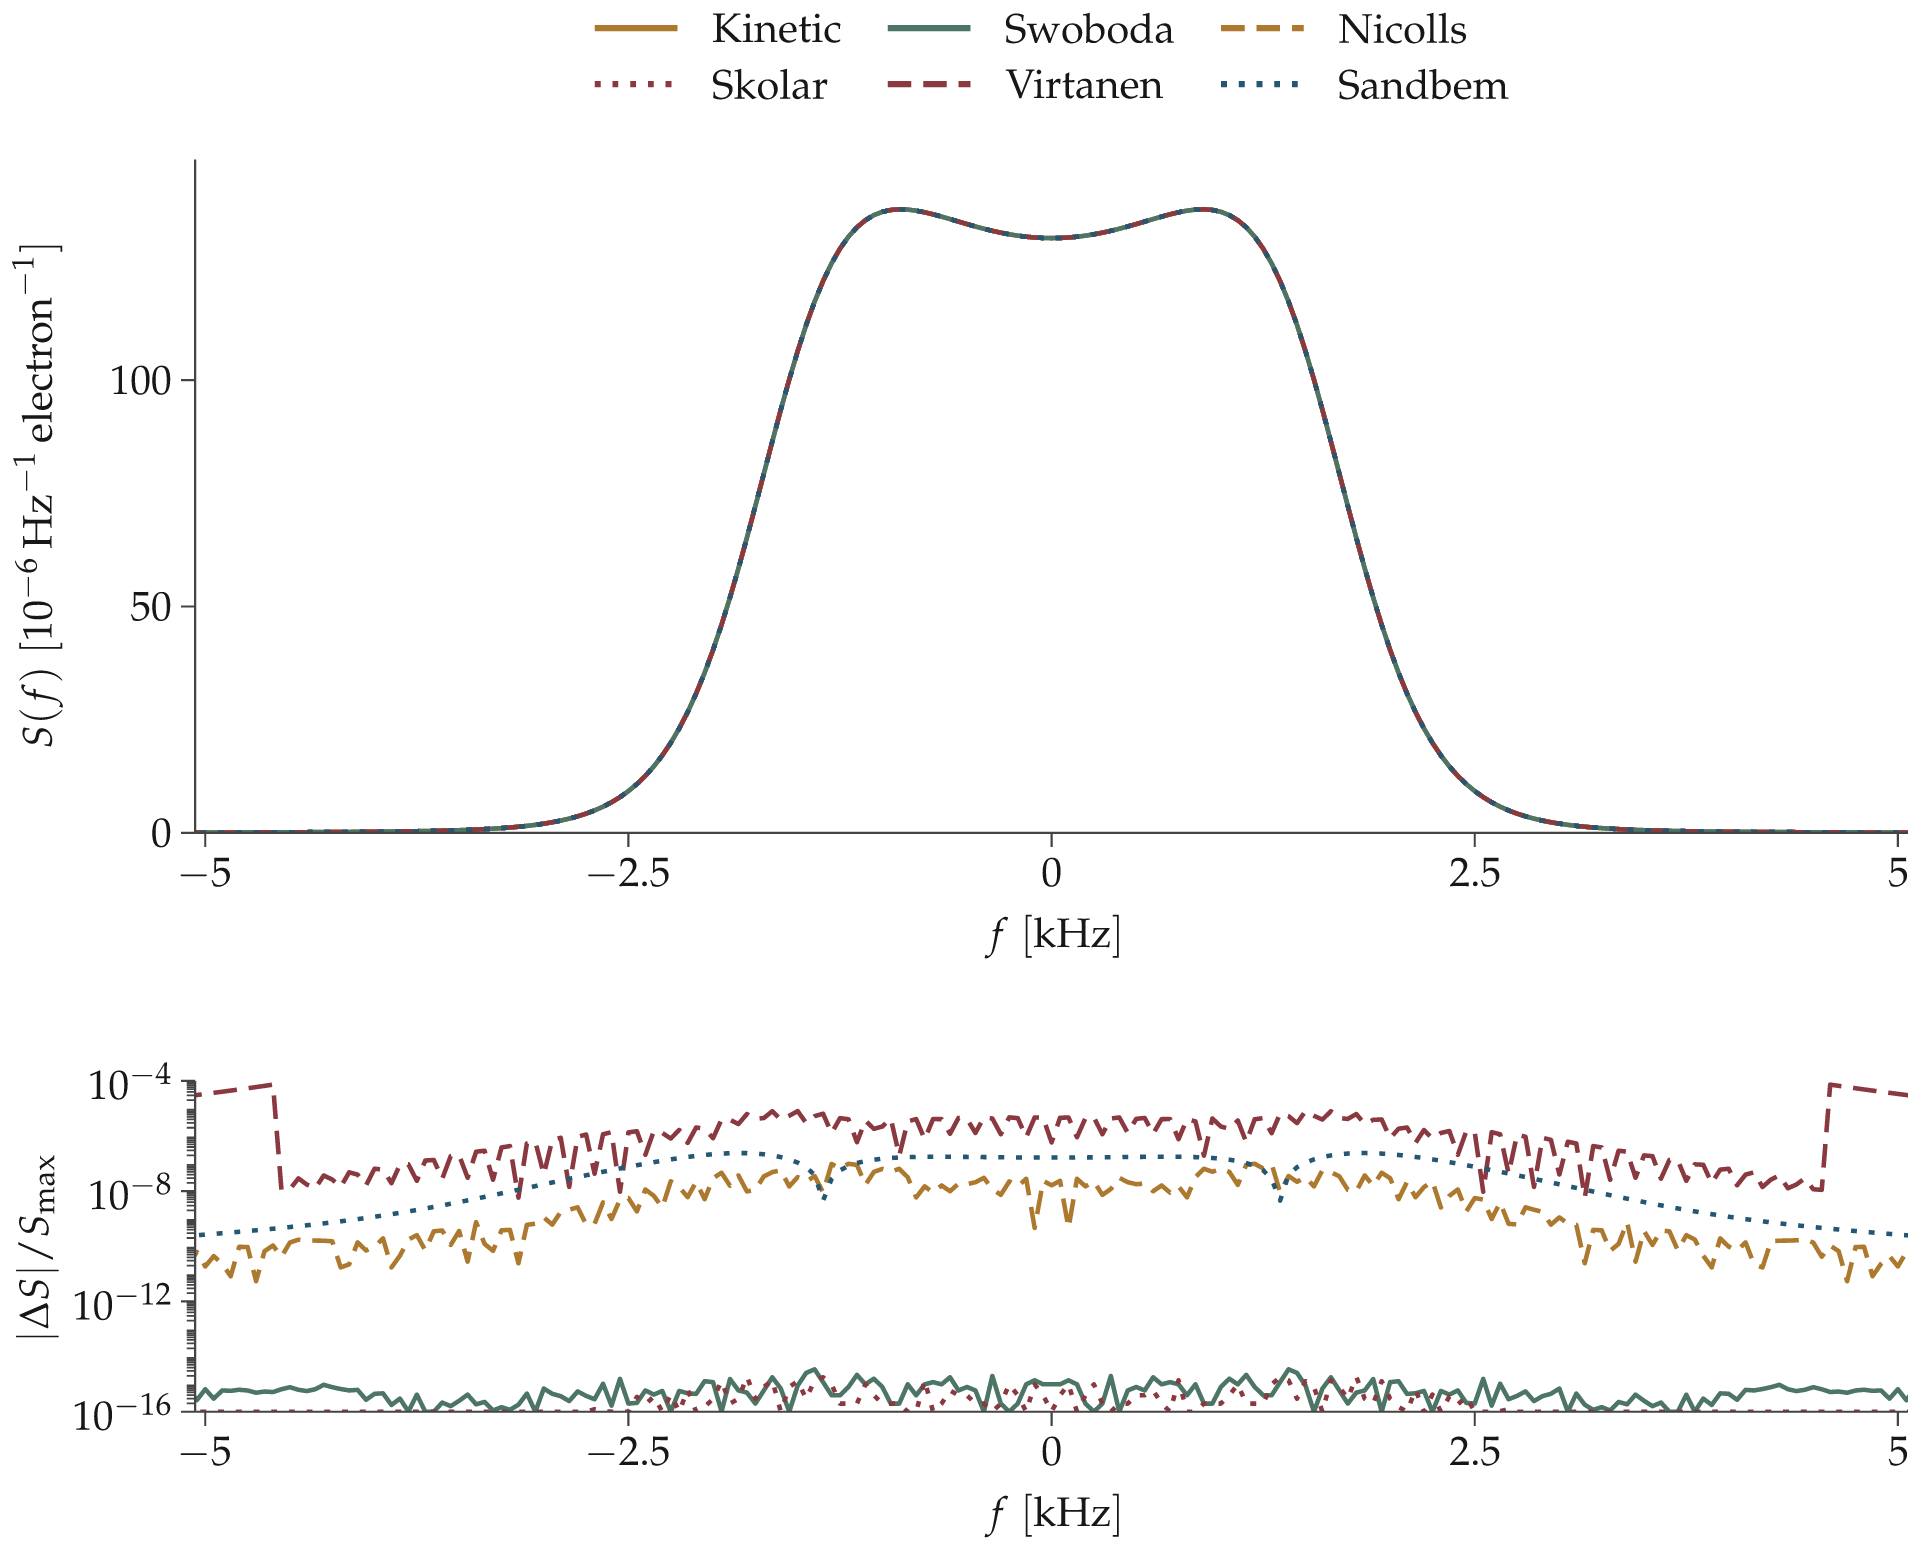 Kinetic Swoboda Nicolls
Skolar Virtanen Sandbem
S(f) [10⁻⁶ Hz⁻¹ electron⁻¹]
100
50
0
−5 −2.5 0 2.5 5
f [kHz]
|ΔS| / Smax
10⁻⁴
10⁻⁸
10⁻¹²
10⁻¹⁶
−5 −2.5 0 2.5 5
f [kHz]